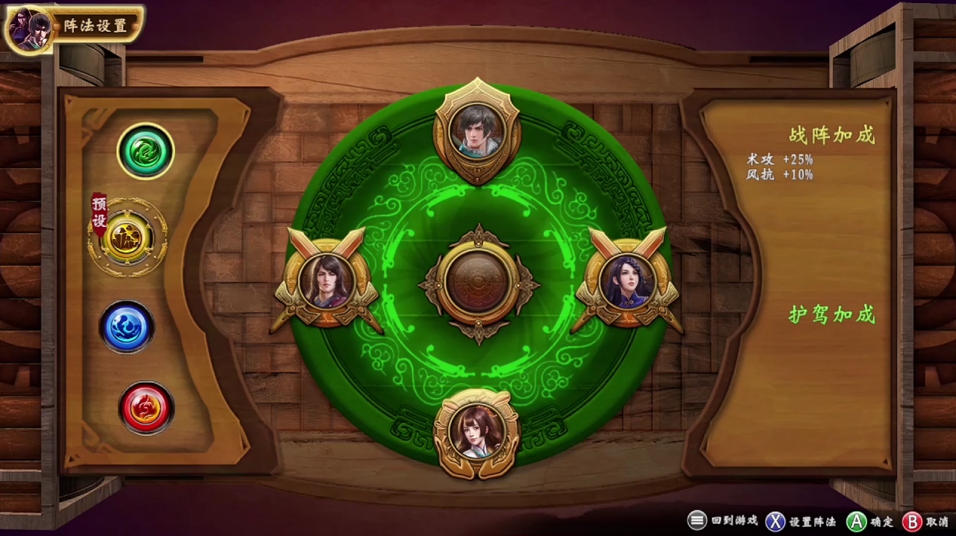 阵法设置
预设
战阵加成
术攻 +25%
风抗 +10%
护驾加成
回到游戏 X 设置阵法 A 确定 B 取消